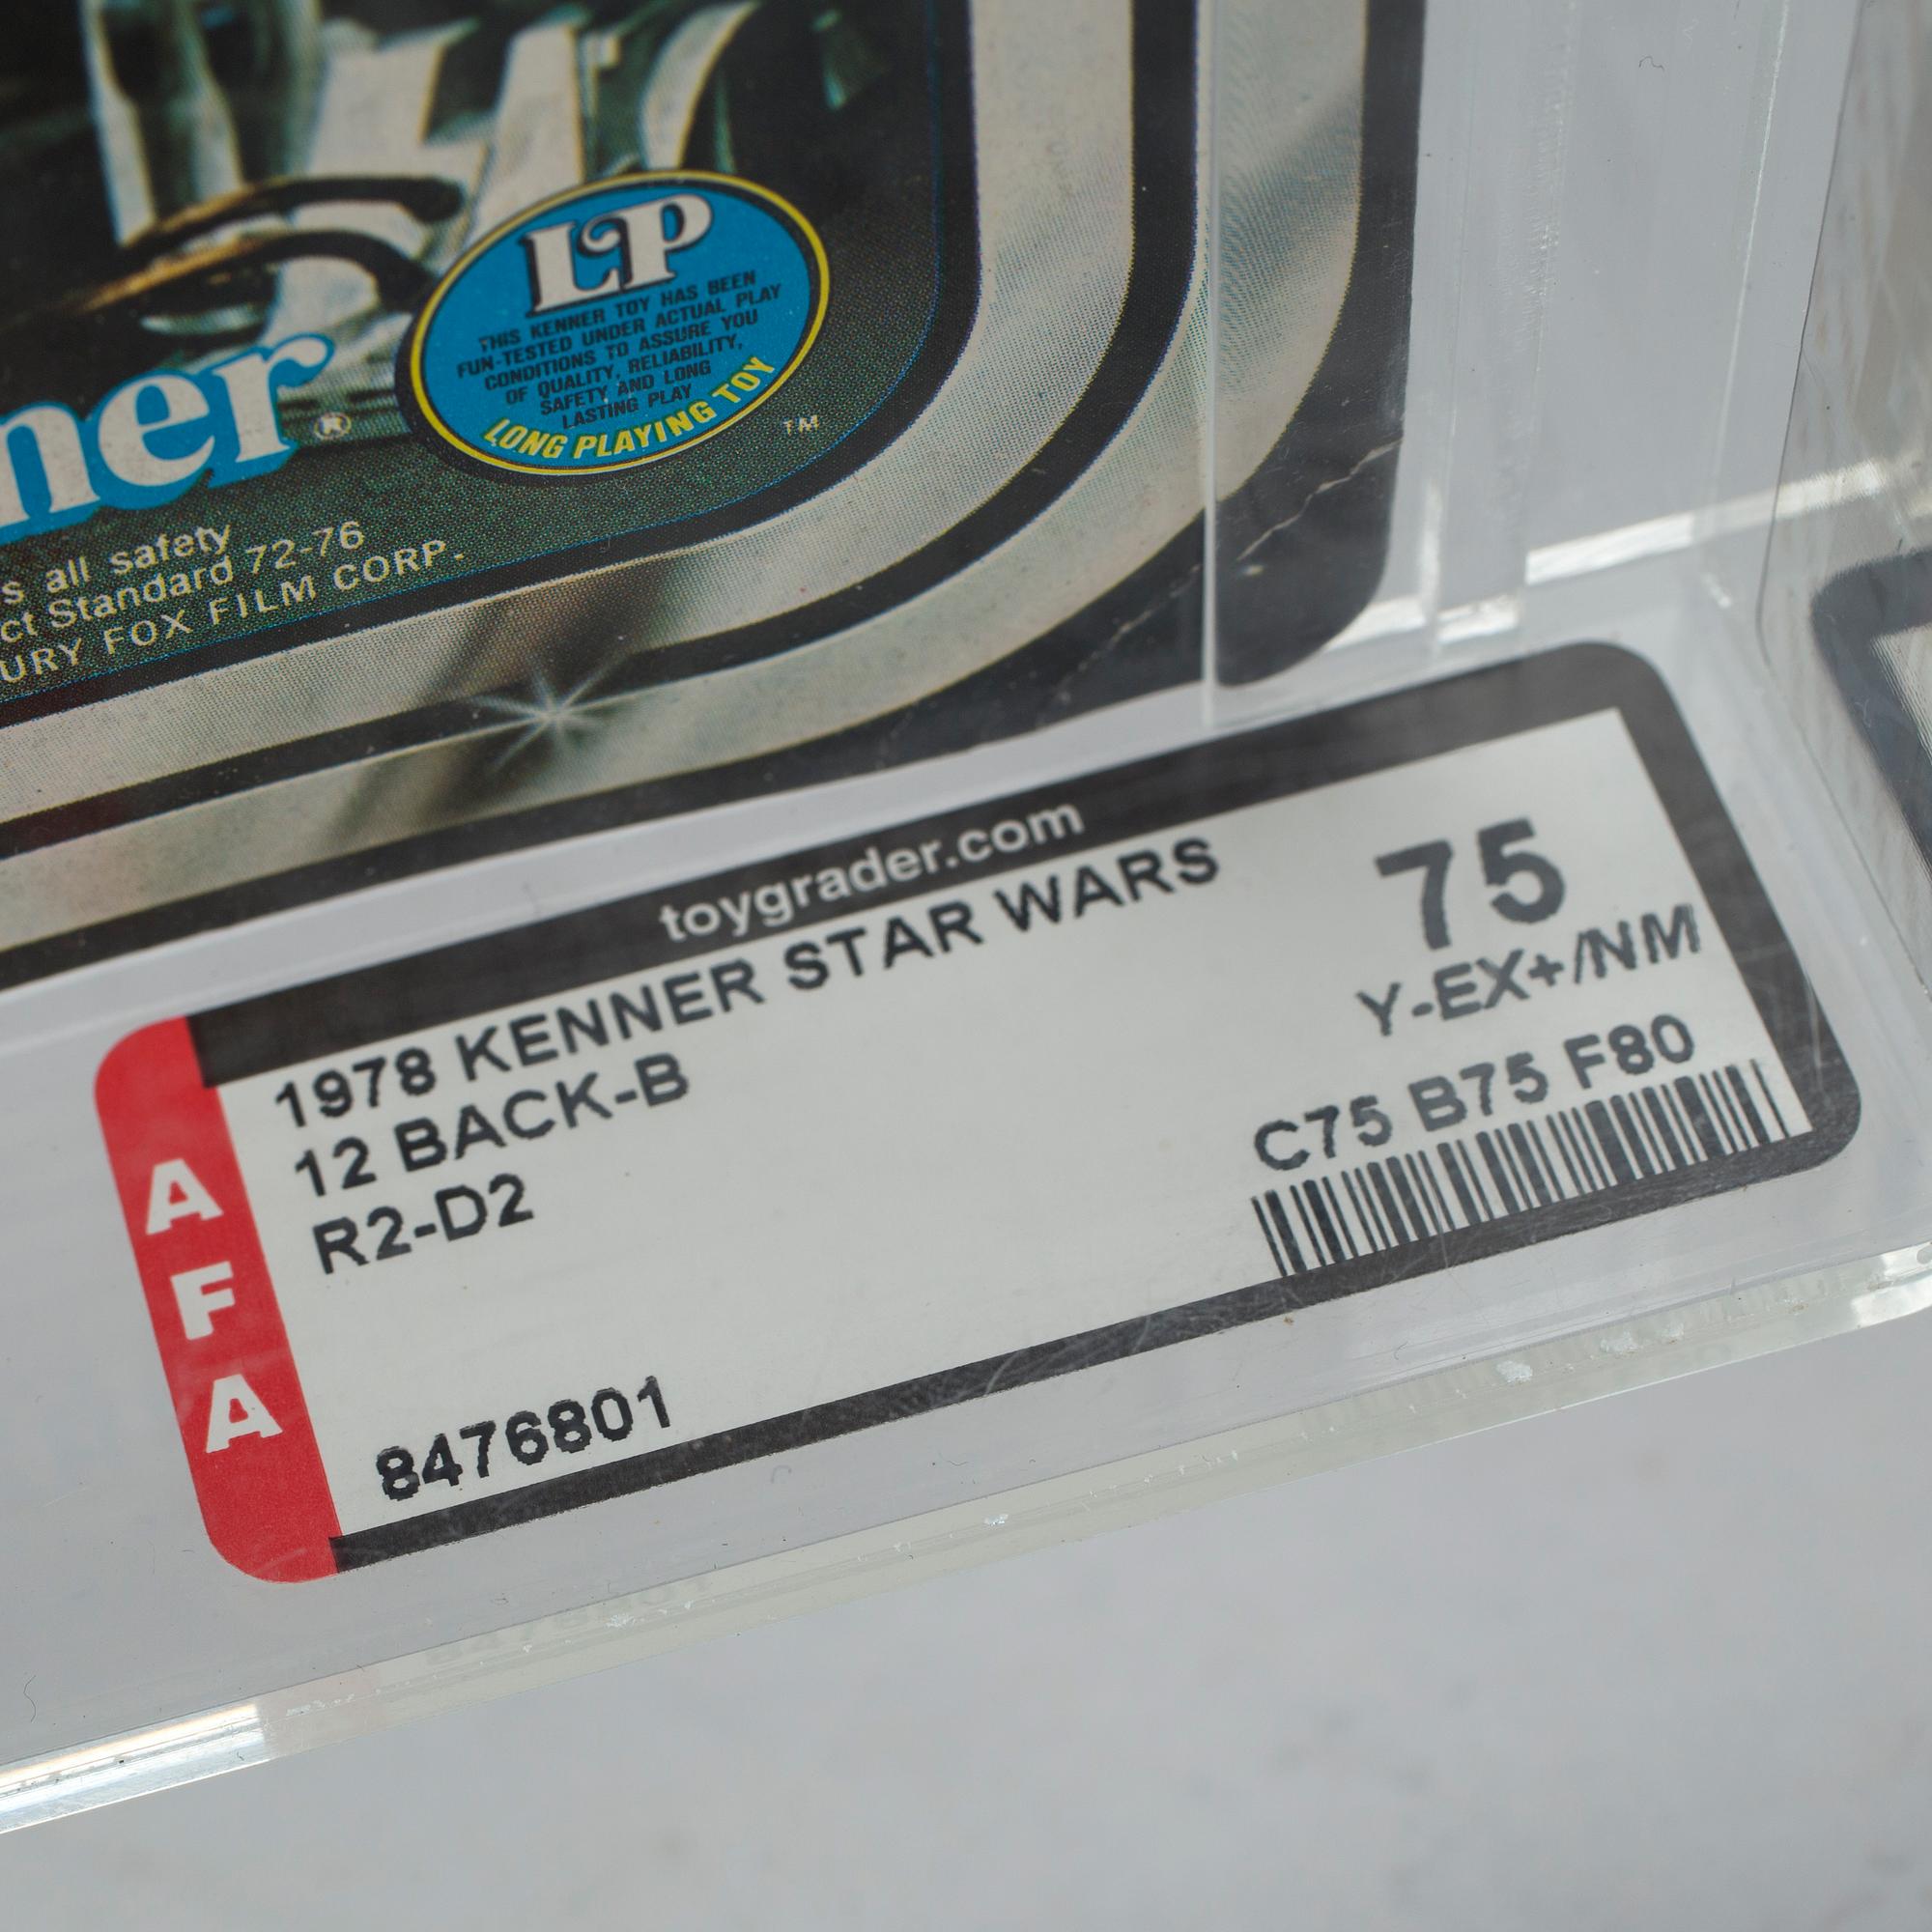 LP
THIS KENNER TOY HAS BEEN
FUN-TESTED UNDER ACTUAL PLAY
CONDITIONS TO ASSURE YOU
OF QUALITY, RELIABILITY,
SAFETY AND LONG
LASTING PLAY
LONG PLAYING TOY
TM
ner®
s all safety
ct Standard 72-76
URY FOX FILM CORP.
toygrader.com
AFA
1978 KENNER STAR WARS
12 BACK-B
R2-D2
8476801
75
Y-EX+/NM
C75 B75 F80